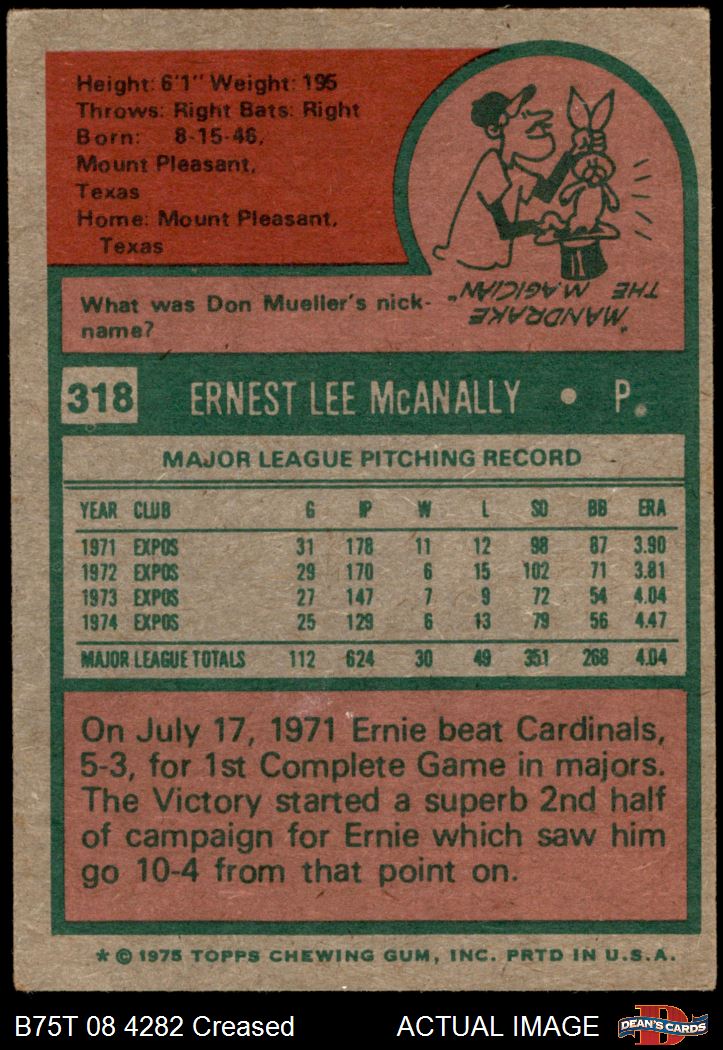 Height: 6'1" Weight: 195
Throws: Right Bats: Right
Born: 8-15-46,
Mount Pleasant,
Texas
Home: Mount Pleasant,
Texas
What was Don Mueller's nick-
name?
"MANDRAKE
THE MAGICIAN"
318 ERNEST LEE McANALLY • P.
MAJOR LEAGUE PITCHING RECORD
YEAR CLUB G IP W L SO BB ERA
1971 EXPOS 31 178 11 12 98 87 3.90
1972 EXPOS 29 170 6 15 102 71 3.81
1973 EXPOS 27 147 7 9 72 54 4.04
1974 EXPOS 25 129 6 13 79 56 4.47
MAJOR LEAGUE TOTALS 112 624 30 49 351 268 4.04
On July 17, 1971 Ernie beat Cardinals,
5-3, for 1st Complete Game in majors.
The Victory started a superb 2nd half
of campaign for Ernie which saw him
go 10-4 from that point on.
* © 1975 TOPPS CHEWING GUM, INC. PRTD IN U.S.A.
B75T 08 4282 Creased ACTUAL IMAGE DEAN'S CARDS